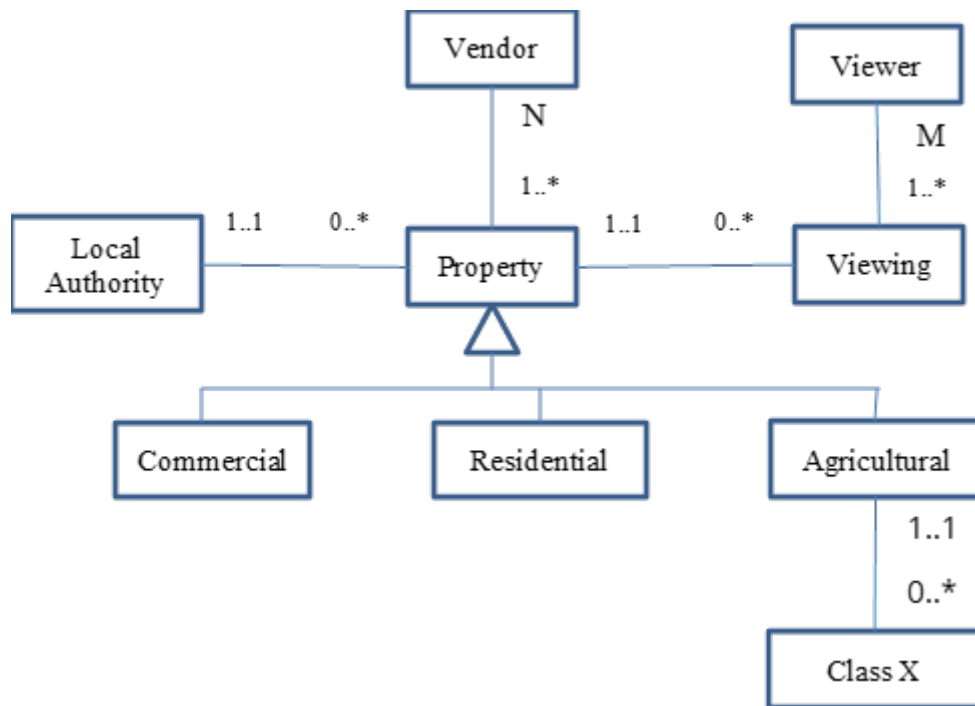 Vendor
Viewer
N
M
1..*
1..*
1..1
0..*
1..1
0..*
Local
Authority
Property
Viewing
Commercial
Residential
Agricultural
1..1
0..*
Class X